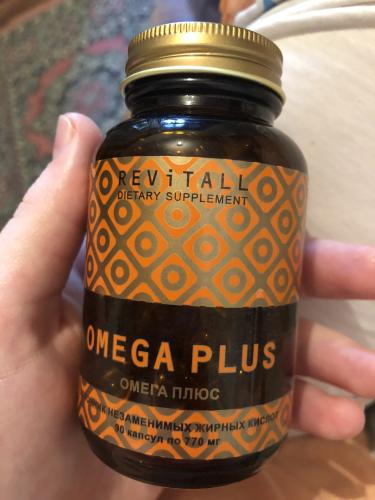 REViTALL
DIETARY SUPPLEMENT
OMEGA PLUS
ОМЕГА ПЛЮС
НЕЗАМЕНИМЫХ ЖИРНЫХ КИСЛОТ
90 капсул по 770 мг